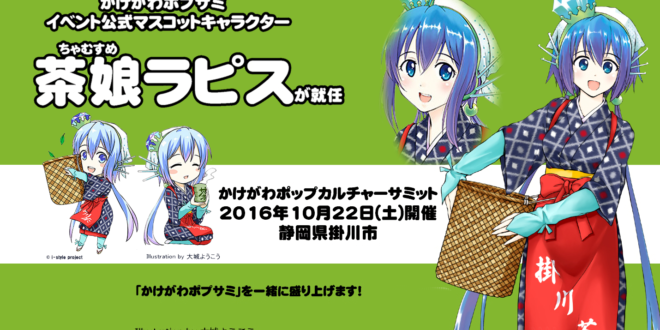 かけがわポプサミ
イベント公式マスコットキャラクター
ちゃむすめ
茶娘ラピスが就任
かけがわポップカルチャーサミット
2016年10月22日(土)開催
静岡県掛川市
© i-style project
Illustration by 大城ようこう
「かけがわポプサミ」を一緒に盛り上げます!
掛川茶